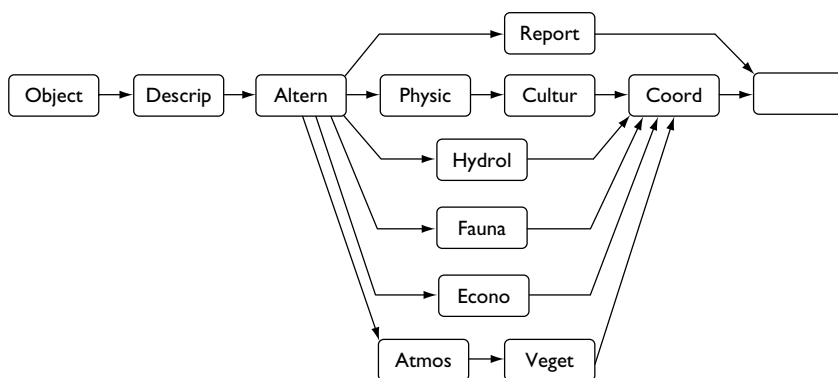 Report
Object
Descrip
Altern
Physic
Cultur
Coord
Hydrol
Fauna
Econo
Atmos
Veget